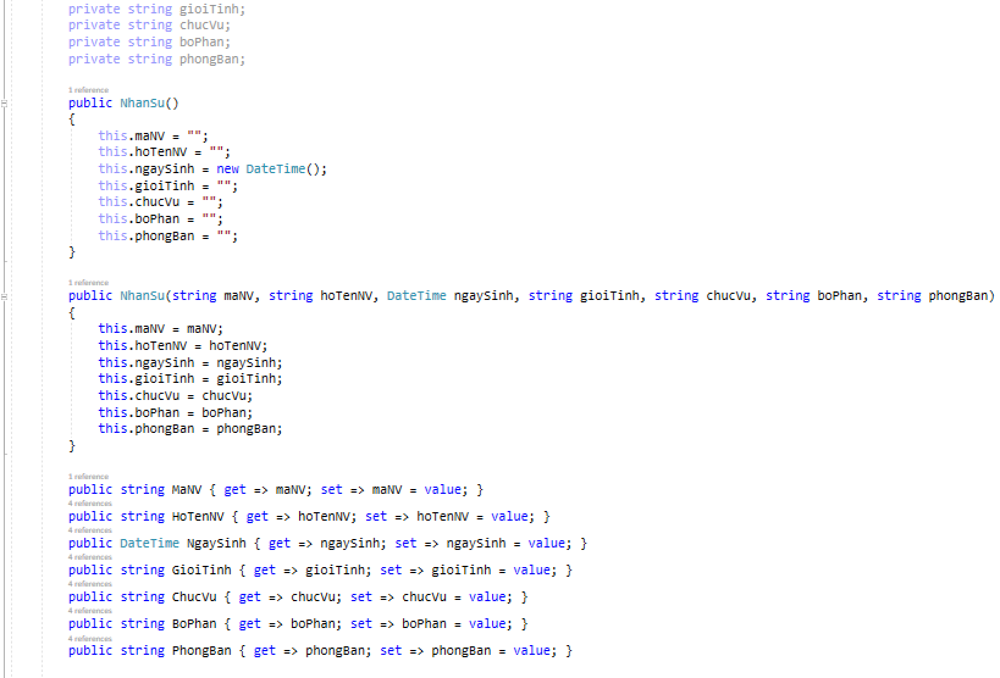 private string gioiTinh;
private string chucVu;
private string boPhan;
private string phongBan;
1 reference
public NhanSu()
{
this.maNV = "";
this.hoTenNV = "";
this.ngaySinh = new DateTime();
this.gioiTinh = "";
this.chucVu = "";
this.boPhan = "";
this.phongBan = "";
}
1 reference
public NhanSu(string maNV, string hoTenNV, DateTime ngaySinh, string gioiTinh, string chucVu, string boPhan, string phongBan)
{
this.maNV = maNV;
this.hoTenNV = hoTenNV;
this.ngaySinh = ngaySinh;
this.gioiTinh = gioiTinh;
this.chucVu = chucVu;
this.boPhan = boPhan;
this.phongBan = phongBan;
}
1 reference
public string MaNV { get => maNV; set => maNV = value; }
4 references
public string HoTenNV { get => hoTenNV; set => hoTenNV = value; }
4 references
public DateTime NgaySinh { get => ngaySinh; set => ngaySinh = value; }
4 references
public string GioiTinh { get => gioiTinh; set => gioiTinh = value; }
4 references
public string ChucVu { get => chucVu; set => chucVu = value; }
4 references
public string BoPhan { get => boPhan; set => boPhan = value; }
4 references
public string PhongBan { get => phongBan; set => phongBan = value; }